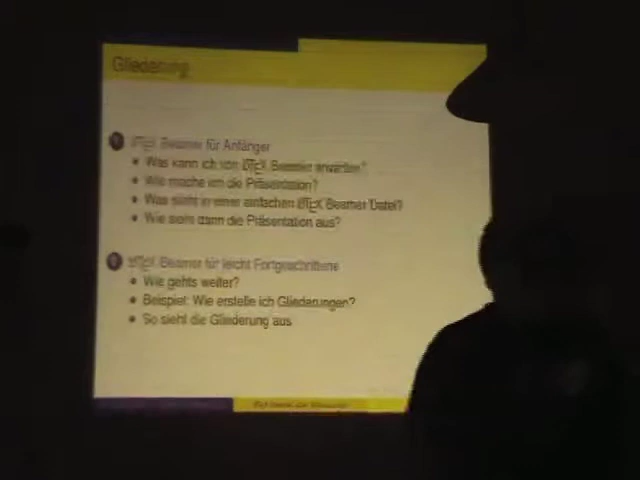 Gliederung
LATEX Beamer für Anfänger
Was kann ich von LATEX Beamer erwarten?
Wie mache ich die Präsentation?
Was steht in einer einfachen LATEX Beamer Datei?
Wie sieht dann die Präsentation aus?
LATEX Beamer für leicht Fortgeschrittene
Wie gehts weiter?
Beispiel: Wie erstelle ich Gliederungen?
So sieht die Gliederung aus